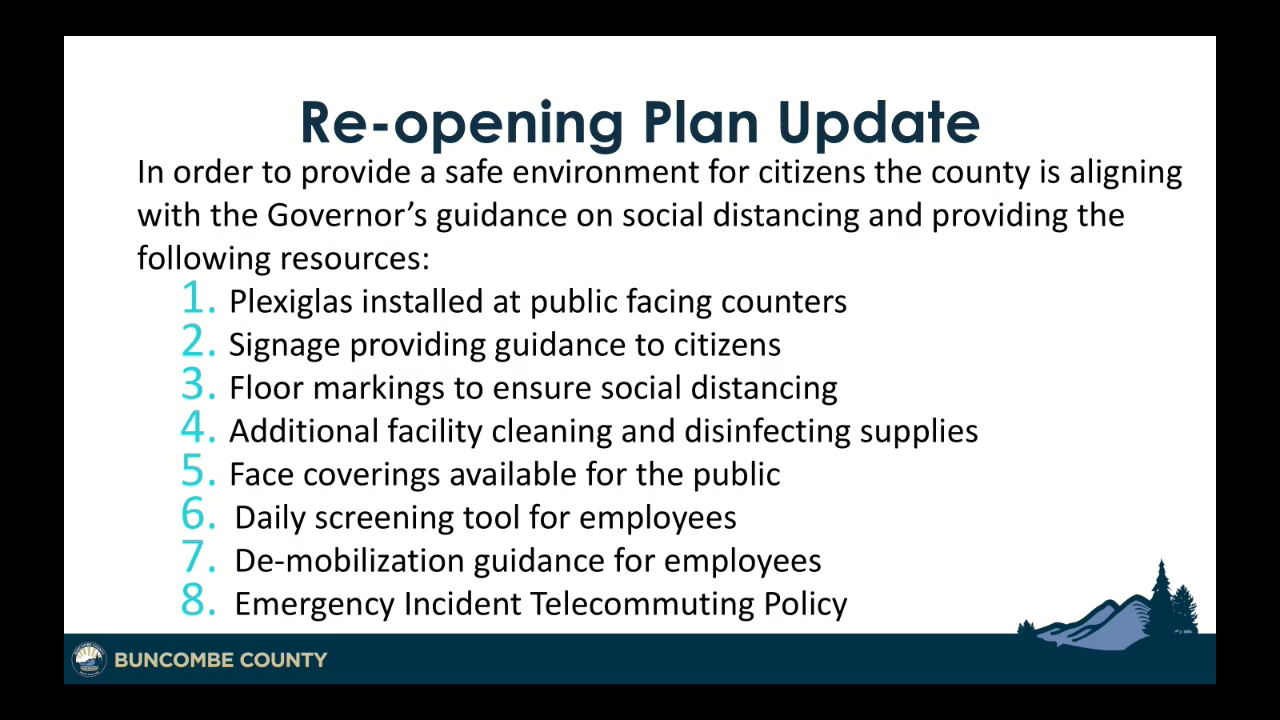 Re-opening Plan Update
In order to provide a safe environment for citizens the county is aligning
with the Governor’s guidance on social distancing and providing the
following resources:
1. Plexiglas installed at public facing counters
2. Signage providing guidance to citizens
3. Floor markings to ensure social distancing
4. Additional facility cleaning and disinfecting supplies
5. Face coverings available for the public
6. Daily screening tool for employees
7. De-mobilization guidance for employees
8. Emergency Incident Telecommuting Policy
BUNCOMBE COUNTY